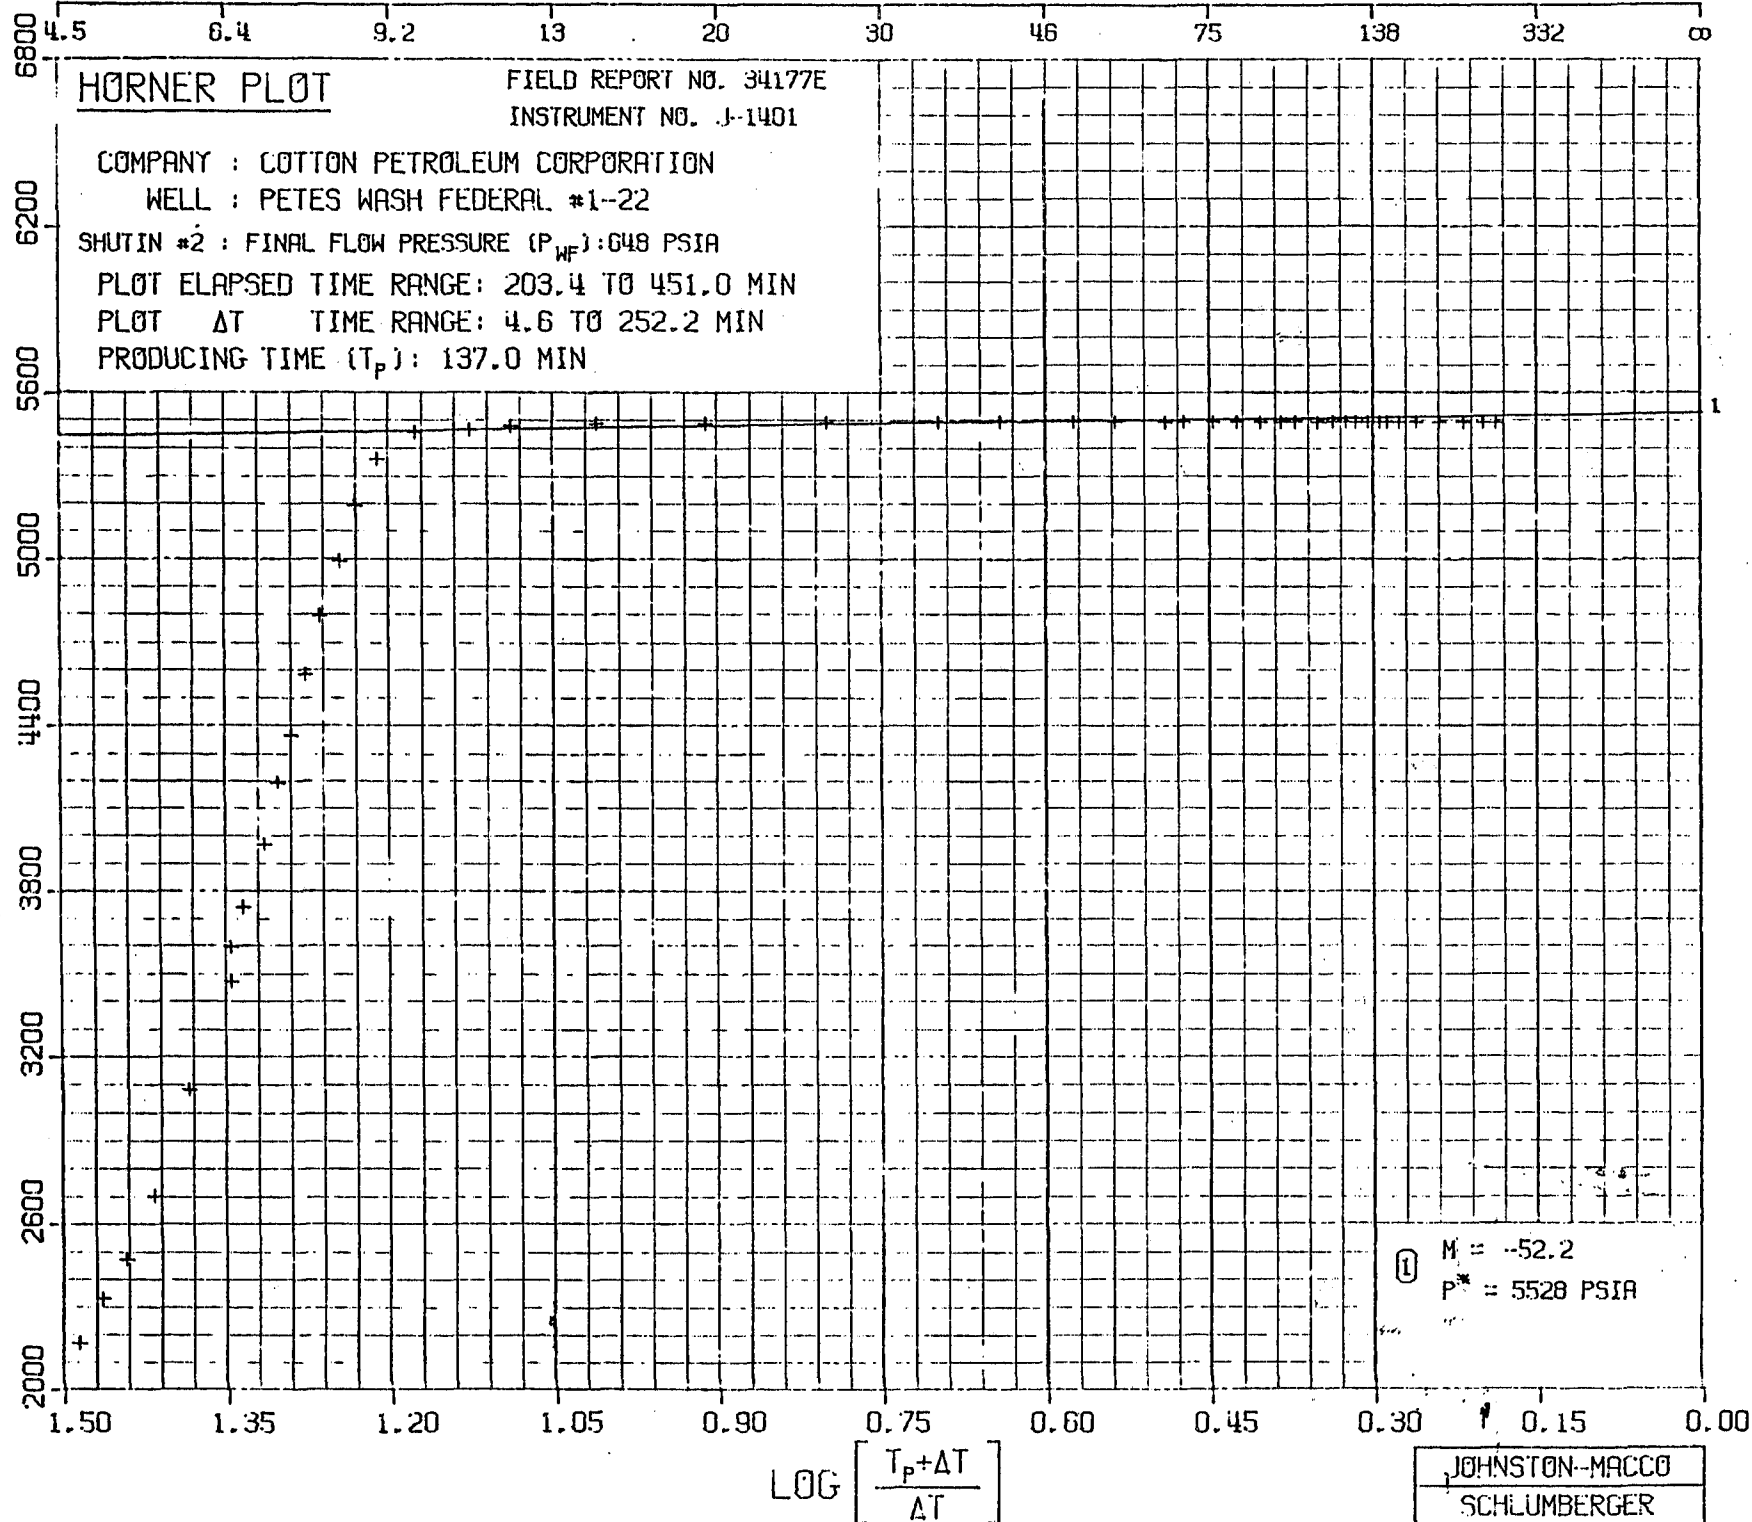 4.5 6.4 9.2 13 20 30 46 75 138 332 ∞
6800
HORNER PLOT
FIELD REPORT NO. 34177E
INSTRUMENT NO. J-1401
COMPANY : COTTON PETROLEUM CORPORATION
WELL : PETES WASH FEDERAL #1-22
SHUTIN #2 : FINAL FLOW PRESSURE (PWF):648 PSIA
PLOT ELAPSED TIME RANGE: 203.4 TO 451.0 MIN
PLOT ΔT TIME RANGE: 4.6 TO 252.2 MIN
PRODUCING TIME (TP): 137.0 MIN
6200
5600
1
5000
4400
3800
3200
2600
1 M = -52.2
P* = 5528 PSIA
2000
1.50 1.35 1.20 1.05 0.90 0.75 0.60 0.45 0.30 0.15 0.00
LOG [TP+ΔT
ΔT]
JOHNSTON-MACCO
SCHLUMBERGER